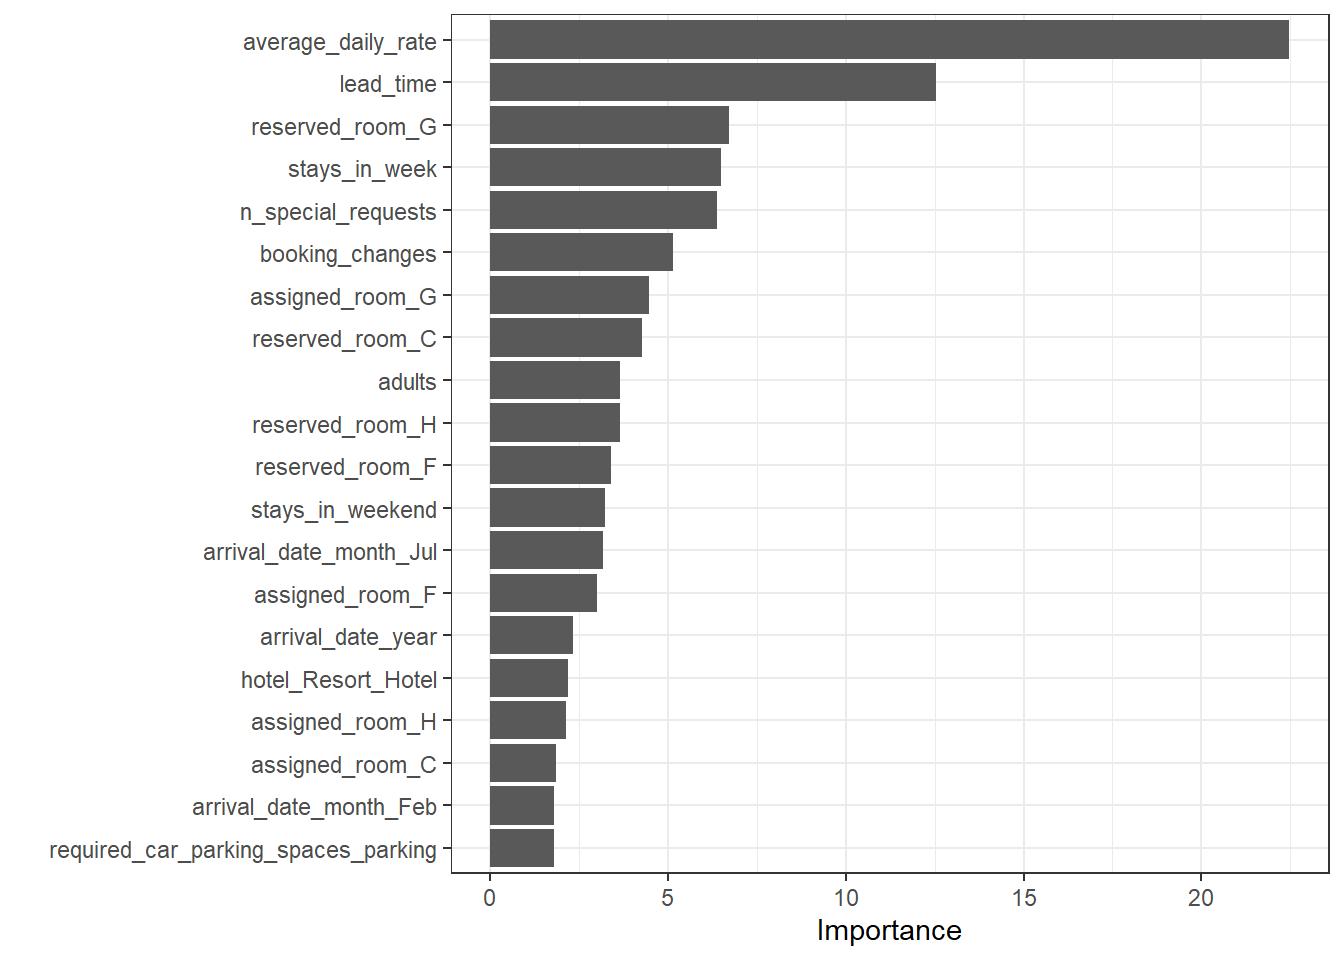 average_daily_rate
lead_time
reserved_room_G
stays_in_week
n_special_requests
booking_changes
assigned_room_G
reserved_room_C
adults
reserved_room_H
reserved_room_F
stays_in_weekend
arrival_date_month_Jul
assigned_room_F
arrival_date_year
hotel_Resort_Hotel
assigned_room_H
assigned_room_C
arrival_date_month_Feb
required_car_parking_spaces_parking
0 5 10 15 20
Importance